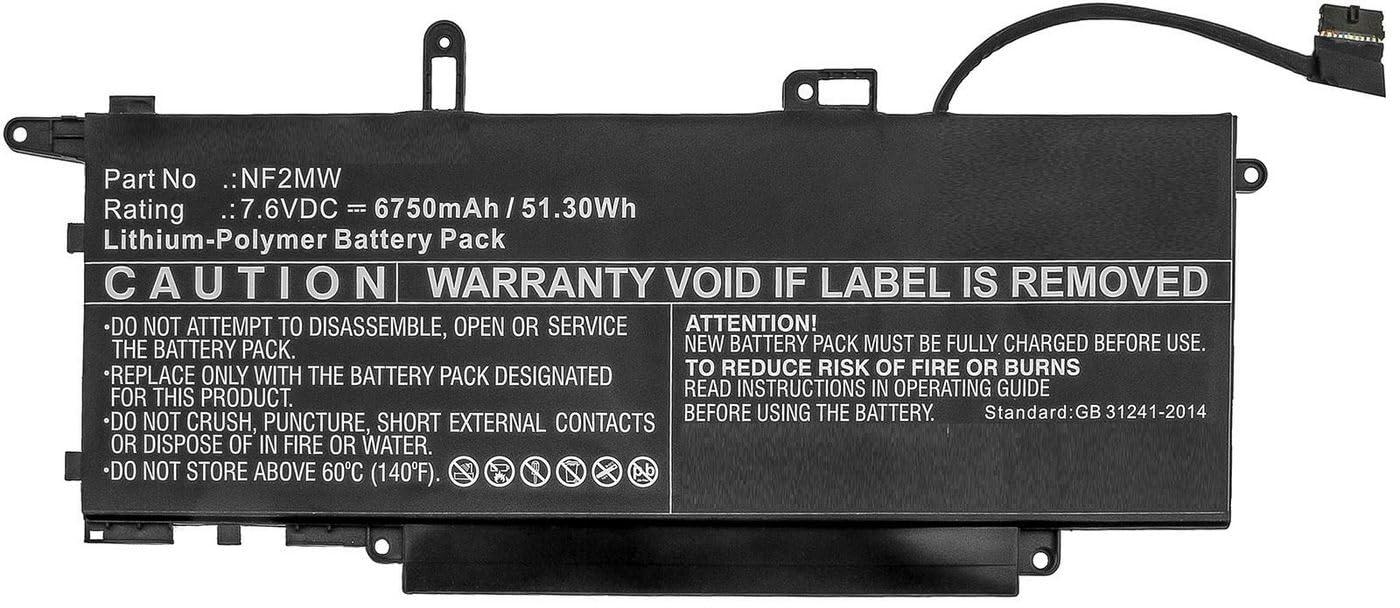 Part No .:NF2MW
Rating .:7.6VDC ⎓ 6750mAh / 51.30Wh
Lithium-Polymer Battery Pack
CAUTION WARRANTY VOID IF LABEL IS REMOVED
•DO NOT ATTEMPT TO DISASSEMBLE, OPEN OR SERVICE
THE BATTERY PACK.
•REPLACE ONLY WITH THE BATTERY PACK DESIGNATED
FOR THIS PRODUCT.
•DO NOT CRUSH, PUNCTURE, SHORT EXTERNAL CONTACTS
OR DISPOSE OF IN FIRE OR WATER.
•DO NOT STORE ABOVE 60ºC (140ºF).
Pb
ATTENTION!
NEW BATTERY PACK MUST BE FULLY CHARGED BEFORE USE.
TO REDUCE RISK OF FIRE OR BURNS
READ INSTRUCTIONS IN OPERATING GUIDE
BEFORE USING THE BATTERY. Standard:GB 31241-2014